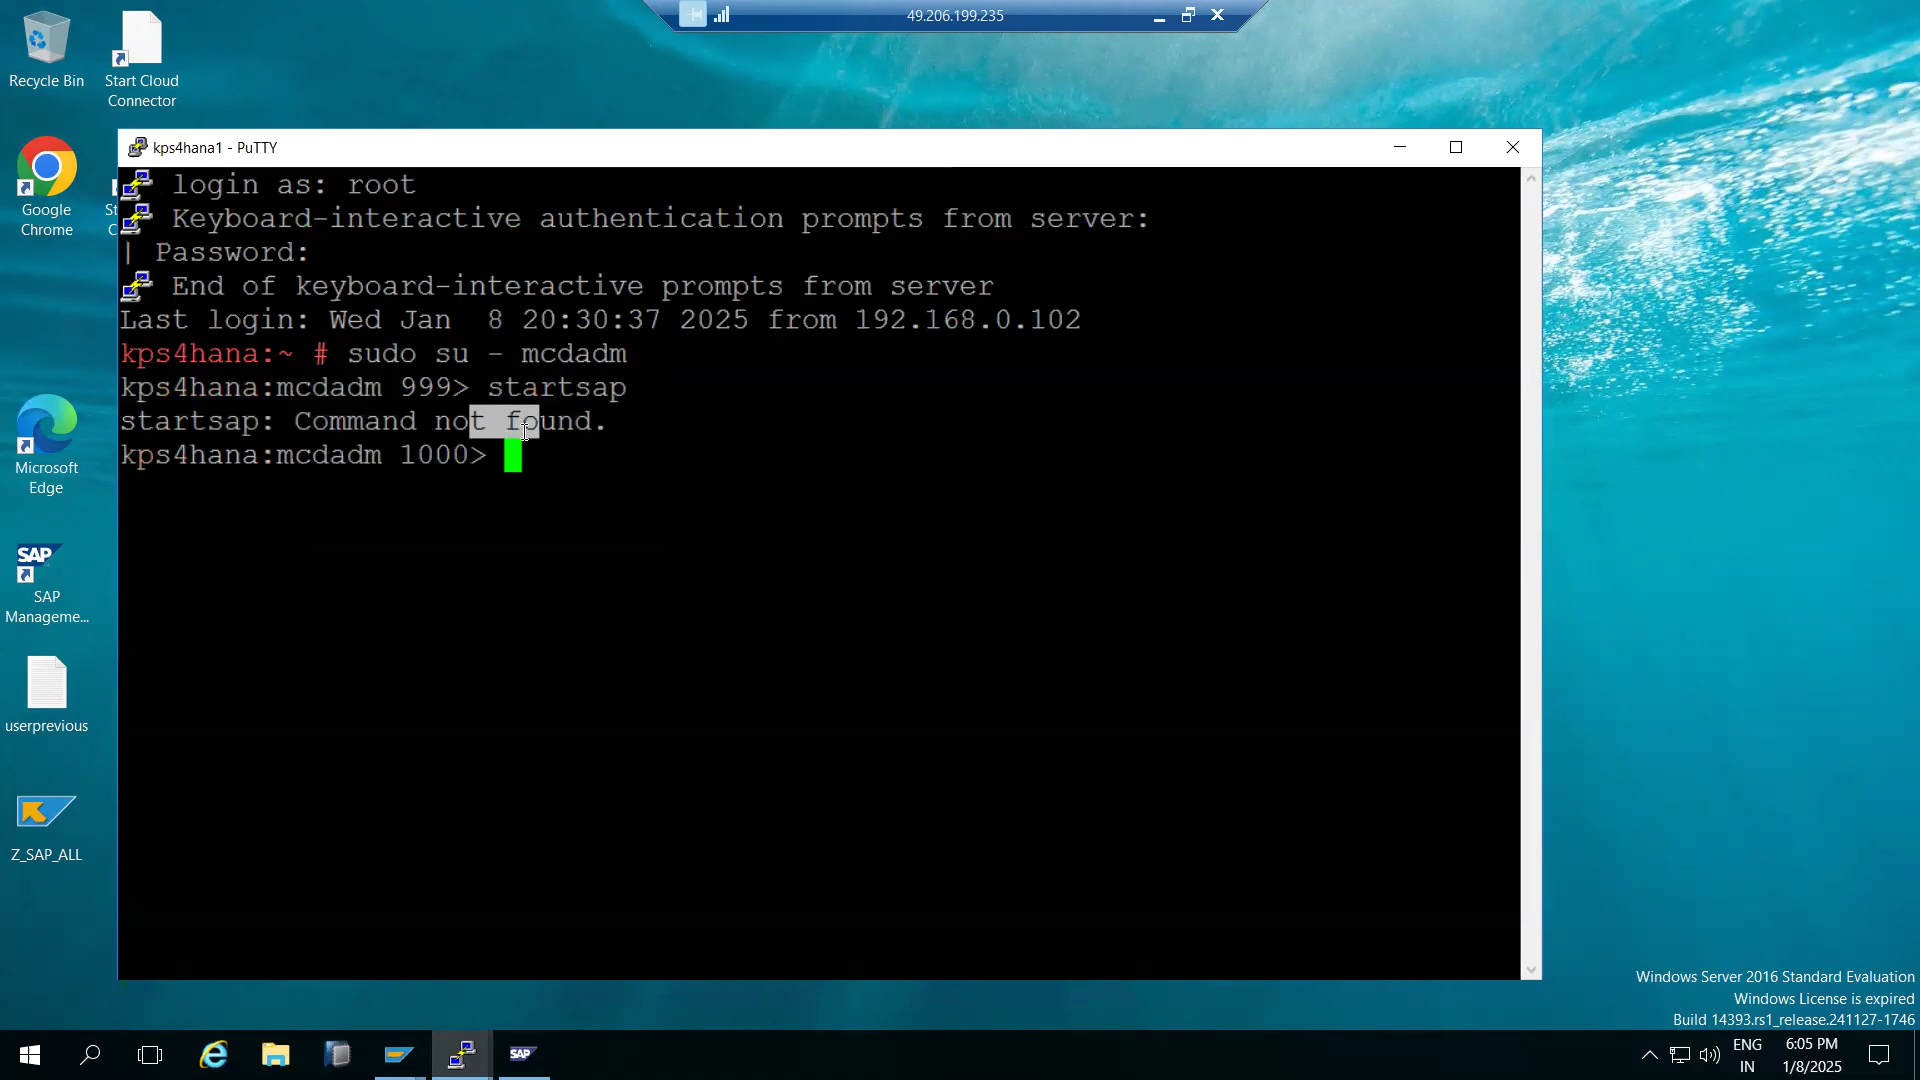 49.206.199.235
Recycle Bin
Start Cloud
Connector
Google
Chrome
Microsoft
Edge
SAP
SAP
Manageme...
userprevious
Z_SAP_ALL
kps4hana1 - PuTTY
login as: root
Keyboard-interactive authentication prompts from server:
| Password:
End of keyboard-interactive prompts from server
Last login: Wed Jan  8 20:30:37 2025 from 192.168.0.102
kps4hana:~ # sudo su - mcdadm
kps4hana:mcdadm 999> startsap
startsap: Command not found.
kps4hana:mcdadm 1000>
Windows Server 2016 Standard Evaluation
Windows License is expired
Build 14393.rs1_release.241127-1746
SAP
ENG
IN
6:05 PM
1/8/2025